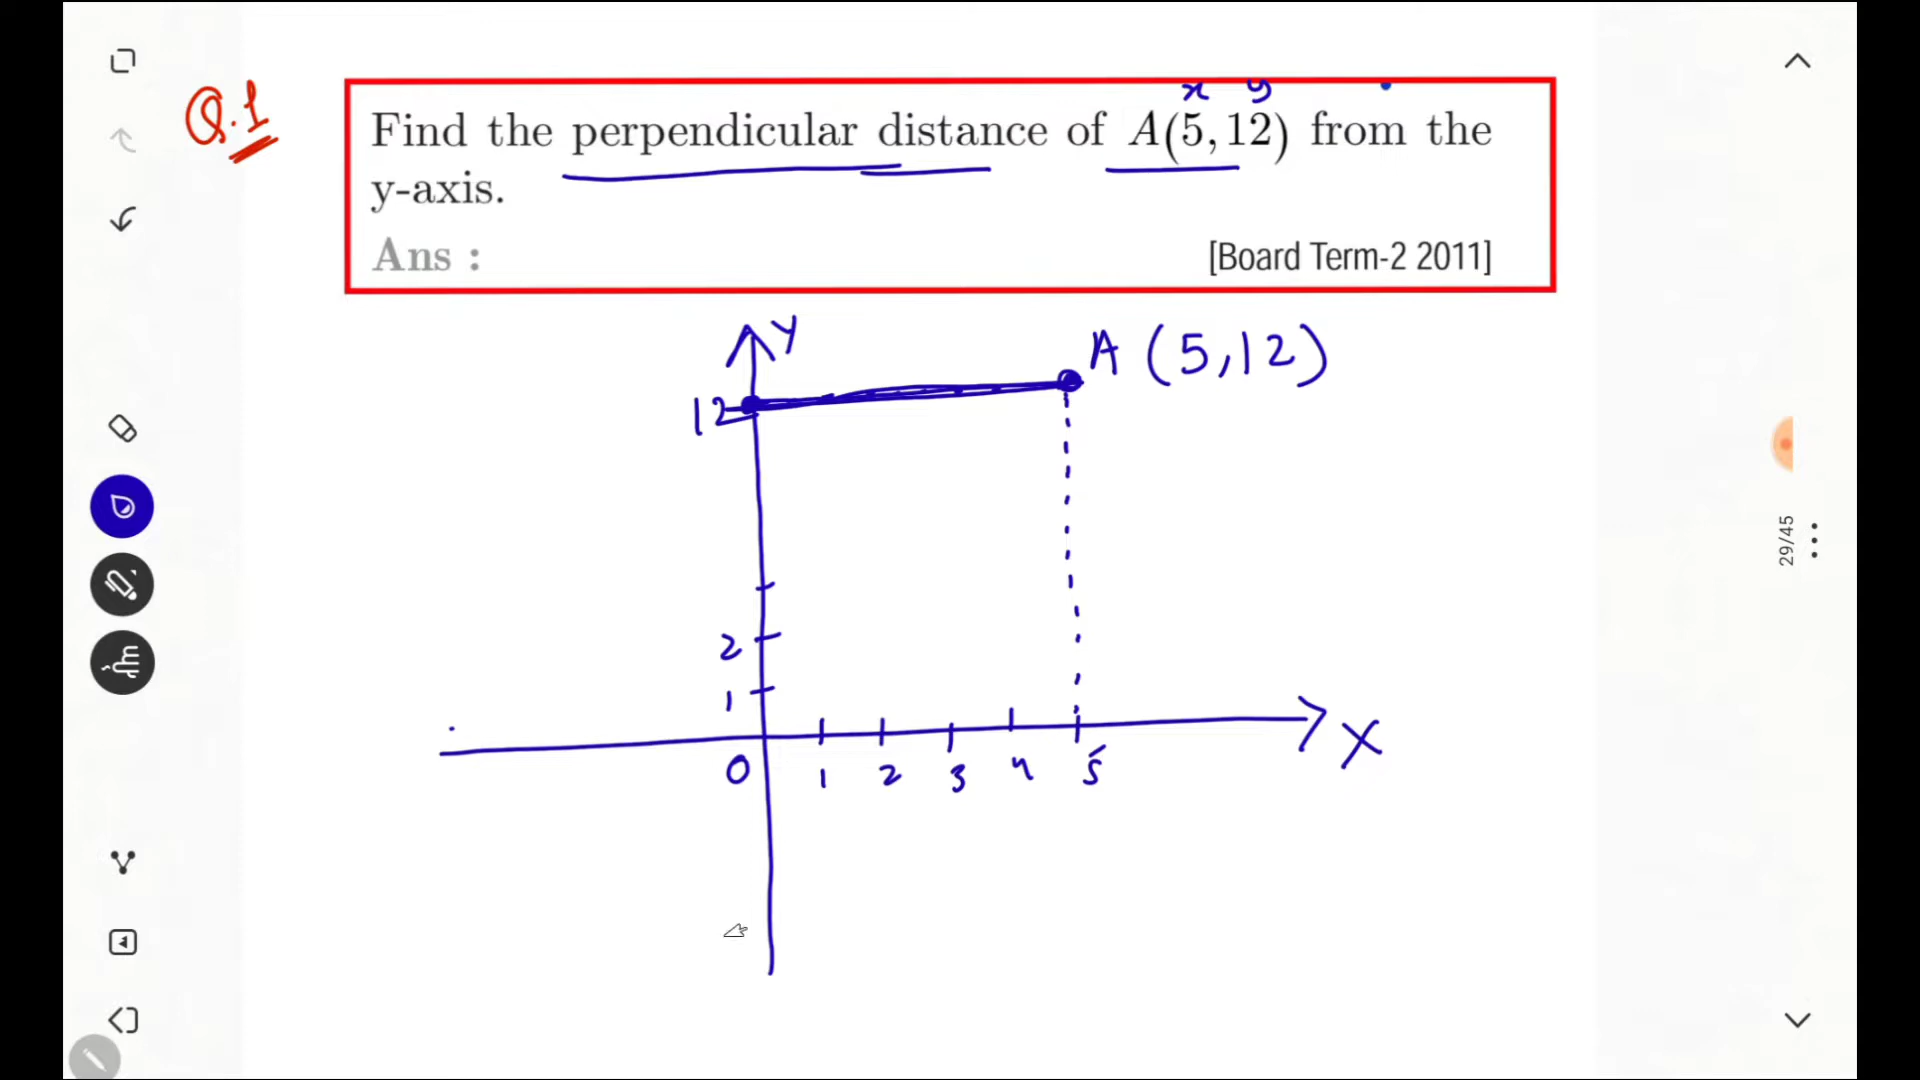 Q.1
x y
Find the perpendicular distance of A(5,12) from the
y-axis.
Ans :
[Board Term-2 2011]
Y
A (5,12)
12
2
1
0
1 2 3 4 5
X
29/45